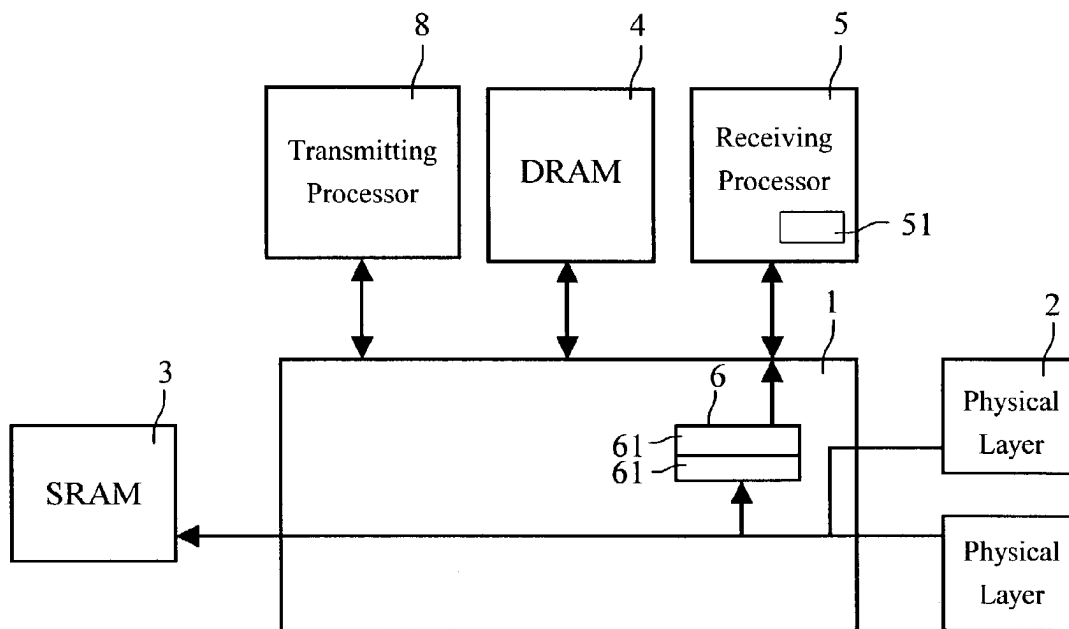 8
4
5
Transmitting
Processor
DRAM
Receiving
Processor
51
1
2
3
6
Physical
Layer
61
61
SRAM
Physical
Layer